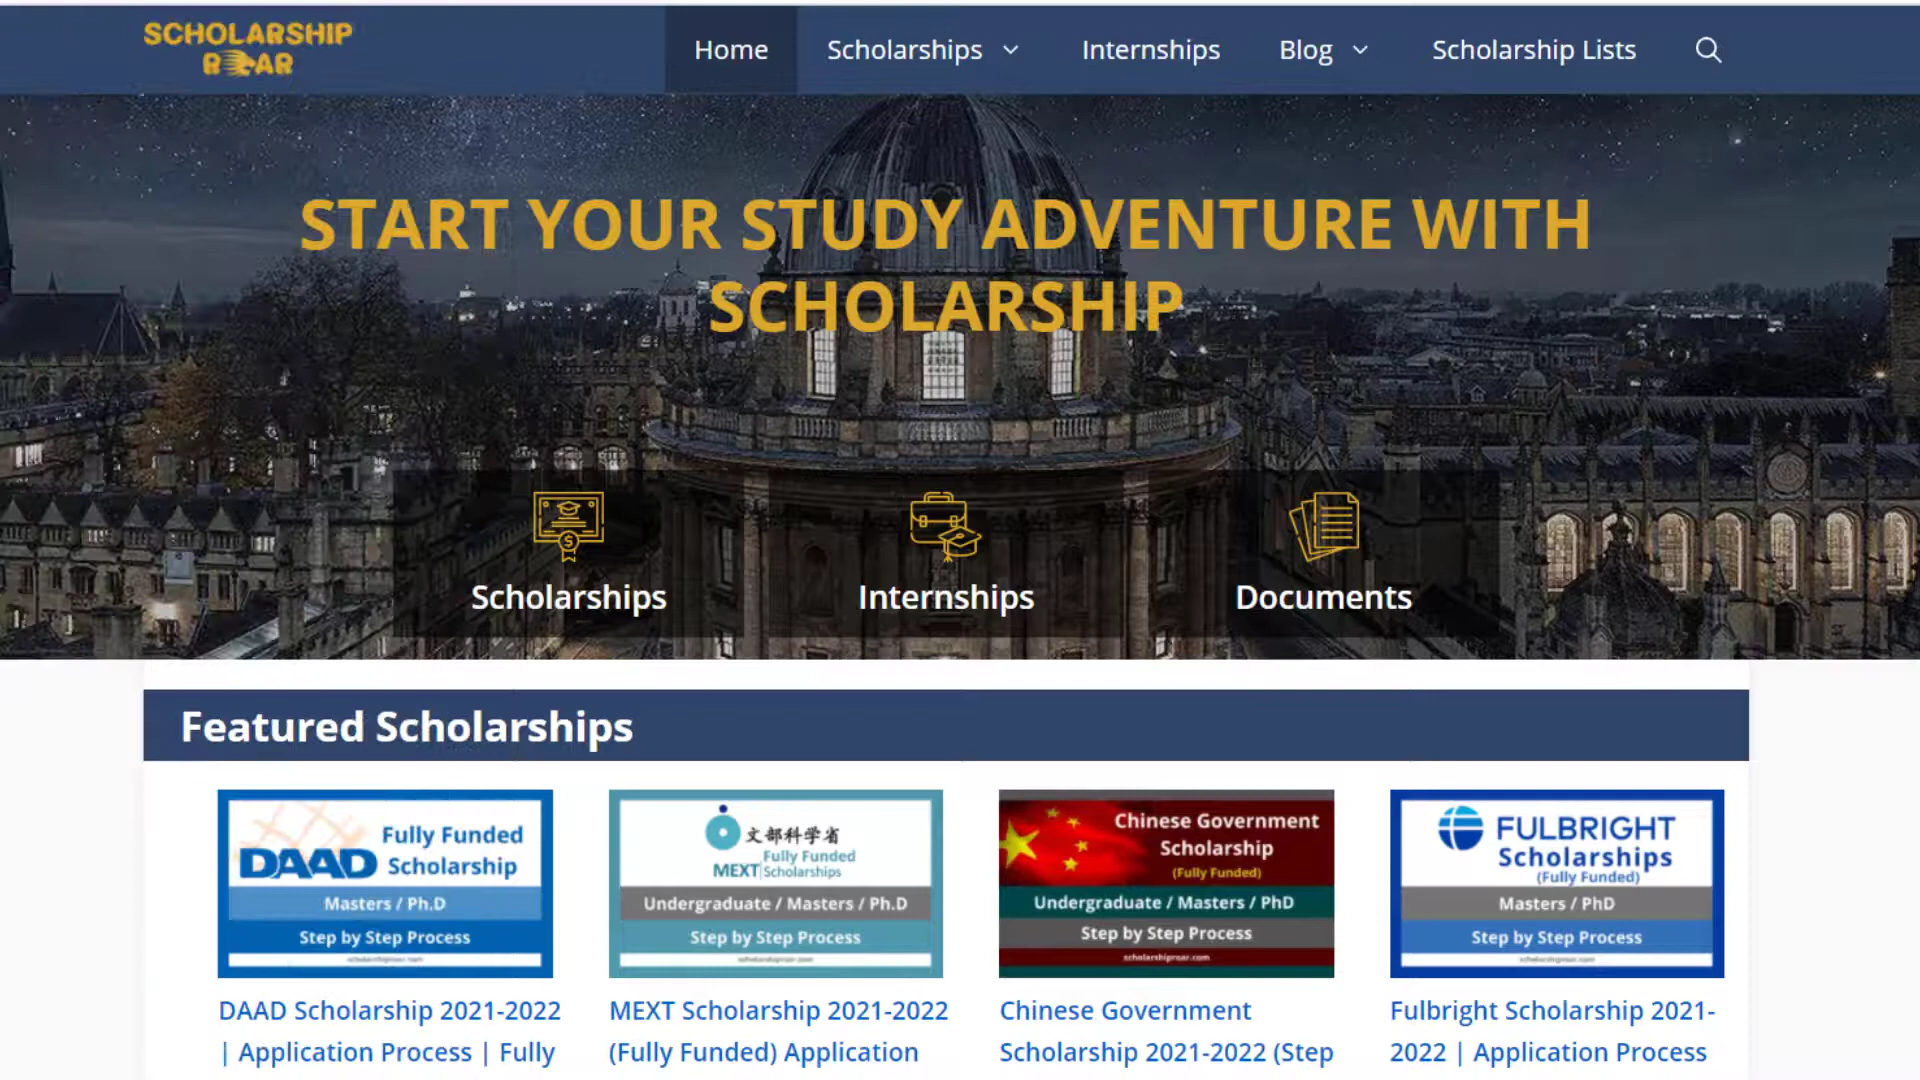 SCHOLARSHIP
ROAR
Home
Scholarships
Internships
Blog
Scholarship Lists
START YOUR STUDY ADVENTURE WITH
SCHOLARSHIP
Scholarships
Internships
Documents
Featured Scholarships
DAAD
Fully Funded
Scholarship
Masters / Ph.D
Step by Step Process
文部科学省
MEXT
Fully Funded
Scholarships
Undergraduate / Masters / Ph.D
Step by Step Process
Chinese Government
Scholarship
(Fully Funded)
Undergraduate / Masters / PhD
Step by Step Process
scholarshiproar.com
FULBRIGHT
Scholarships
(Fully Funded)
Masters / PhD
Step by Step Process
DAAD Scholarship 2021-2022
| Application Process | Fully
MEXT Scholarship 2021-2022
(Fully Funded) Application
Chinese Government
Scholarship 2021-2022 (Step
Fulbright Scholarship 2021-
2022 | Application Process